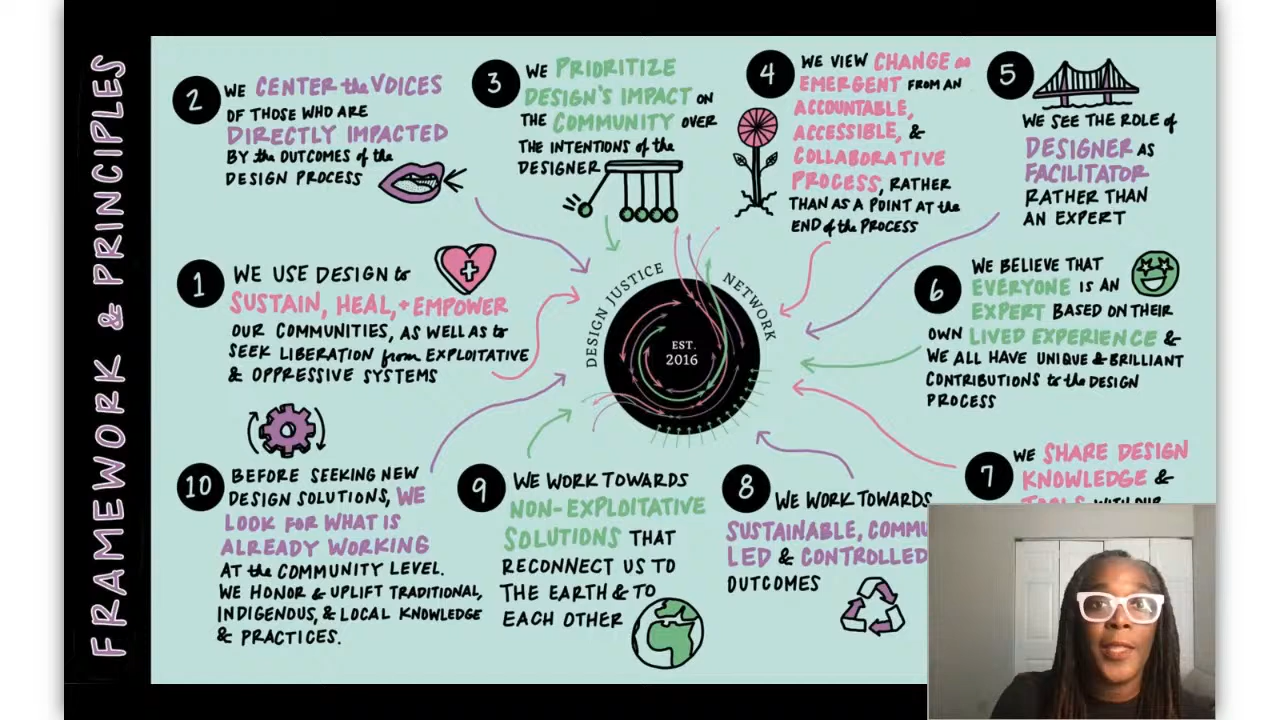 FRAMEWORK & PRINCIPLES
1
WE USE DESIGN to
SUSTAIN, HEAL, + EMPOWER
OUR COMMUNITIES, AS WELL AS to
SEEK LIBERATION from EXPLOITATIVE
& OPPRESSIVE SYSTEMS
2
WE CENTER the VOICES
OF THOSE WHO ARE
DIRECTLY IMPACTED
BY the OUTCOMES of the
DESIGN PROCESS
3
WE PRIORITIZE
DESIGN'S IMPACT ON
THE COMMUNITY OVER
THE INTENTIONS of the
DESIGNER
4
WE VIEW CHANGE as
EMERGENT FROM AN
ACCOUNTABLE,
ACCESSIBLE, &
COLLABORATIVE
PROCESS, RATHER
THAN AS A POINT AT the
END of the PROCESS
5
WE SEE THE ROLE of
DESIGNER AS
FACILITATOR
RATHER THAN
AN EXPERT
6
WE BELIEVE THAT
EVERYONE IS AN
EXPERT BASED ON THEIR
OWN LIVED EXPERIENCE &
WE ALL HAVE UNIQUE & BRILLIANT
CONTRIBUTIONS to the DESIGN
PROCESS
7
WE SHARE DESIGN
KNOWLEDGE &
TOOLS WITH OUR
8
WE WORK TOWARDS
SUSTAINABLE, COMMU
LED & CONTROLLED
OUTCOMES
9
WE WORK TOWARDS
NON-EXPLOITATIVE
SOLUTIONS THAT
RECONNECT US TO
THE EARTH & TO
EACH OTHER
10
BEFORE SEEKING NEW
DESIGN SOLUTIONS, WE
LOOK FOR WHAT IS
ALREADY WORKING
AT the COMMUNITY LEVEL.
WE HONOR & UPLIFT TRADITIONAL,
INDIGENOUS, & LOCAL KNOWLEDGE
& PRACTICES.
DESIGN JUSTICE NETWORK
EST.
2016